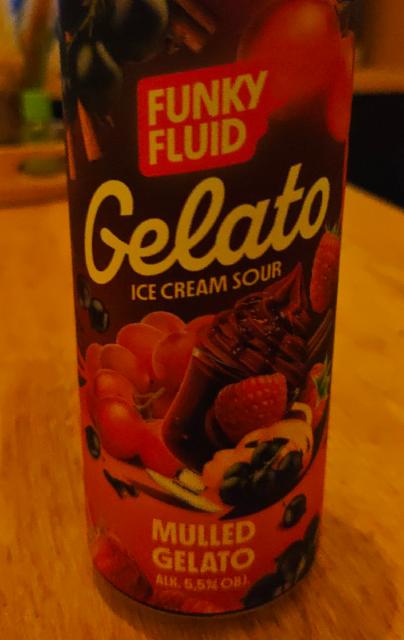 FUNKY
FLUID
Gelato
ICE CREAM SOUR
MULLED
GELATO
ALK. 5,5% OBJ.